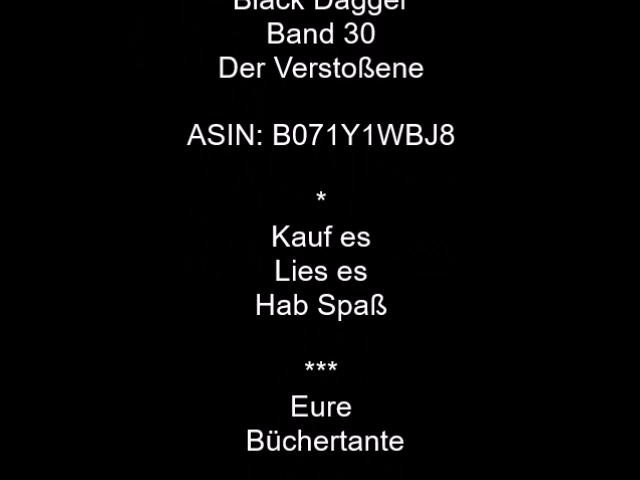 Black Dagger
Band 30
Der Verstoßene
ASIN: B071Y1WBJ8
*
Kauf es
Lies es
Hab Spaß
***
Eure
Büchertante